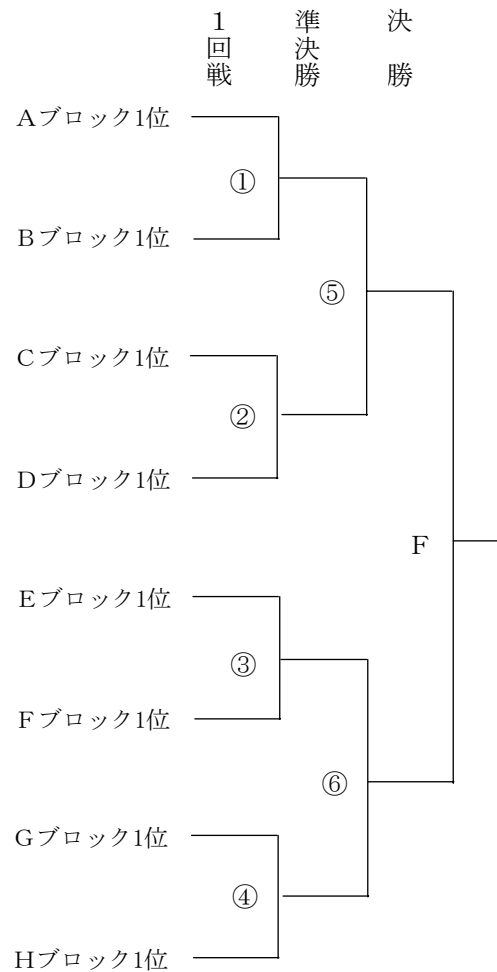 １回戦
準決勝
決勝
Ａブロック1位
①
Ｂブロック1位
⑤
Ｃブロック1位
②
Ｄブロック1位
Ｆ
Ｅブロック1位
③
Ｆブロック1位
⑥
Ｇブロック1位
④
Ｈブロック1位